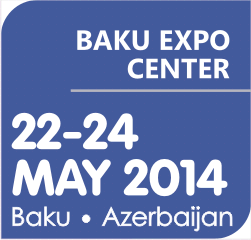 BAKU EXPO
CENTER
22-24
MAY 2014
Baku • Azerbaijan